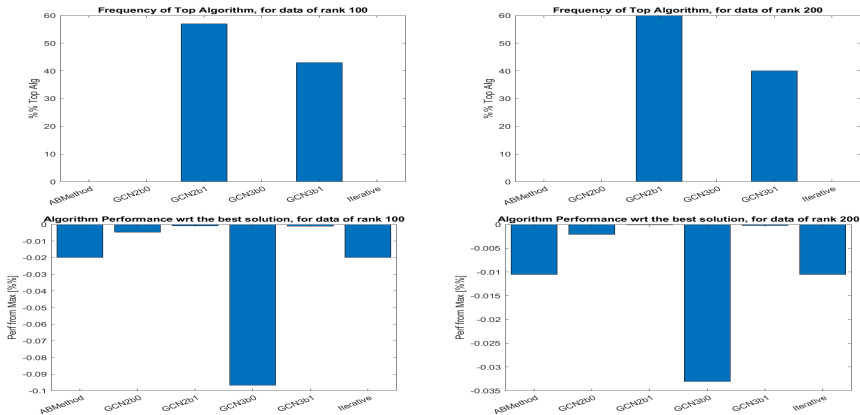 Frequency of Top Algorithm, for data of rank 100
60
50
40
30
20
10
0
%% Top Alg
ABMethod GCN2b0 GCN2b1 GCN3b0 GCN3b1 Iterative
Frequency of Top Algorithm, for data of rank 200
60
50
40
30
20
10
0
%% Top Alg
ABMethod GCN2b0 GCN2b1 GCN3b0 GCN3b1 Iterative
Algorithm Performance wrt the best solution, for data of rank 100
0
-0.01
-0.02
-0.03
-0.04
-0.05
-0.06
-0.07
-0.08
-0.09
-0.1
Perf from Max [%%]
ABMethod GCN2b0 GCN2b1 GCN3b0 GCN3b1 Iterative
Algorithm Performance wrt the best solution, for data of rank 200
0
-0.005
-0.01
-0.015
-0.02
-0.025
-0.03
-0.035
Perf from Max [%%]
ABMethod GCN2b0 GCN2b1 GCN3b0 GCN3b1 Iterative